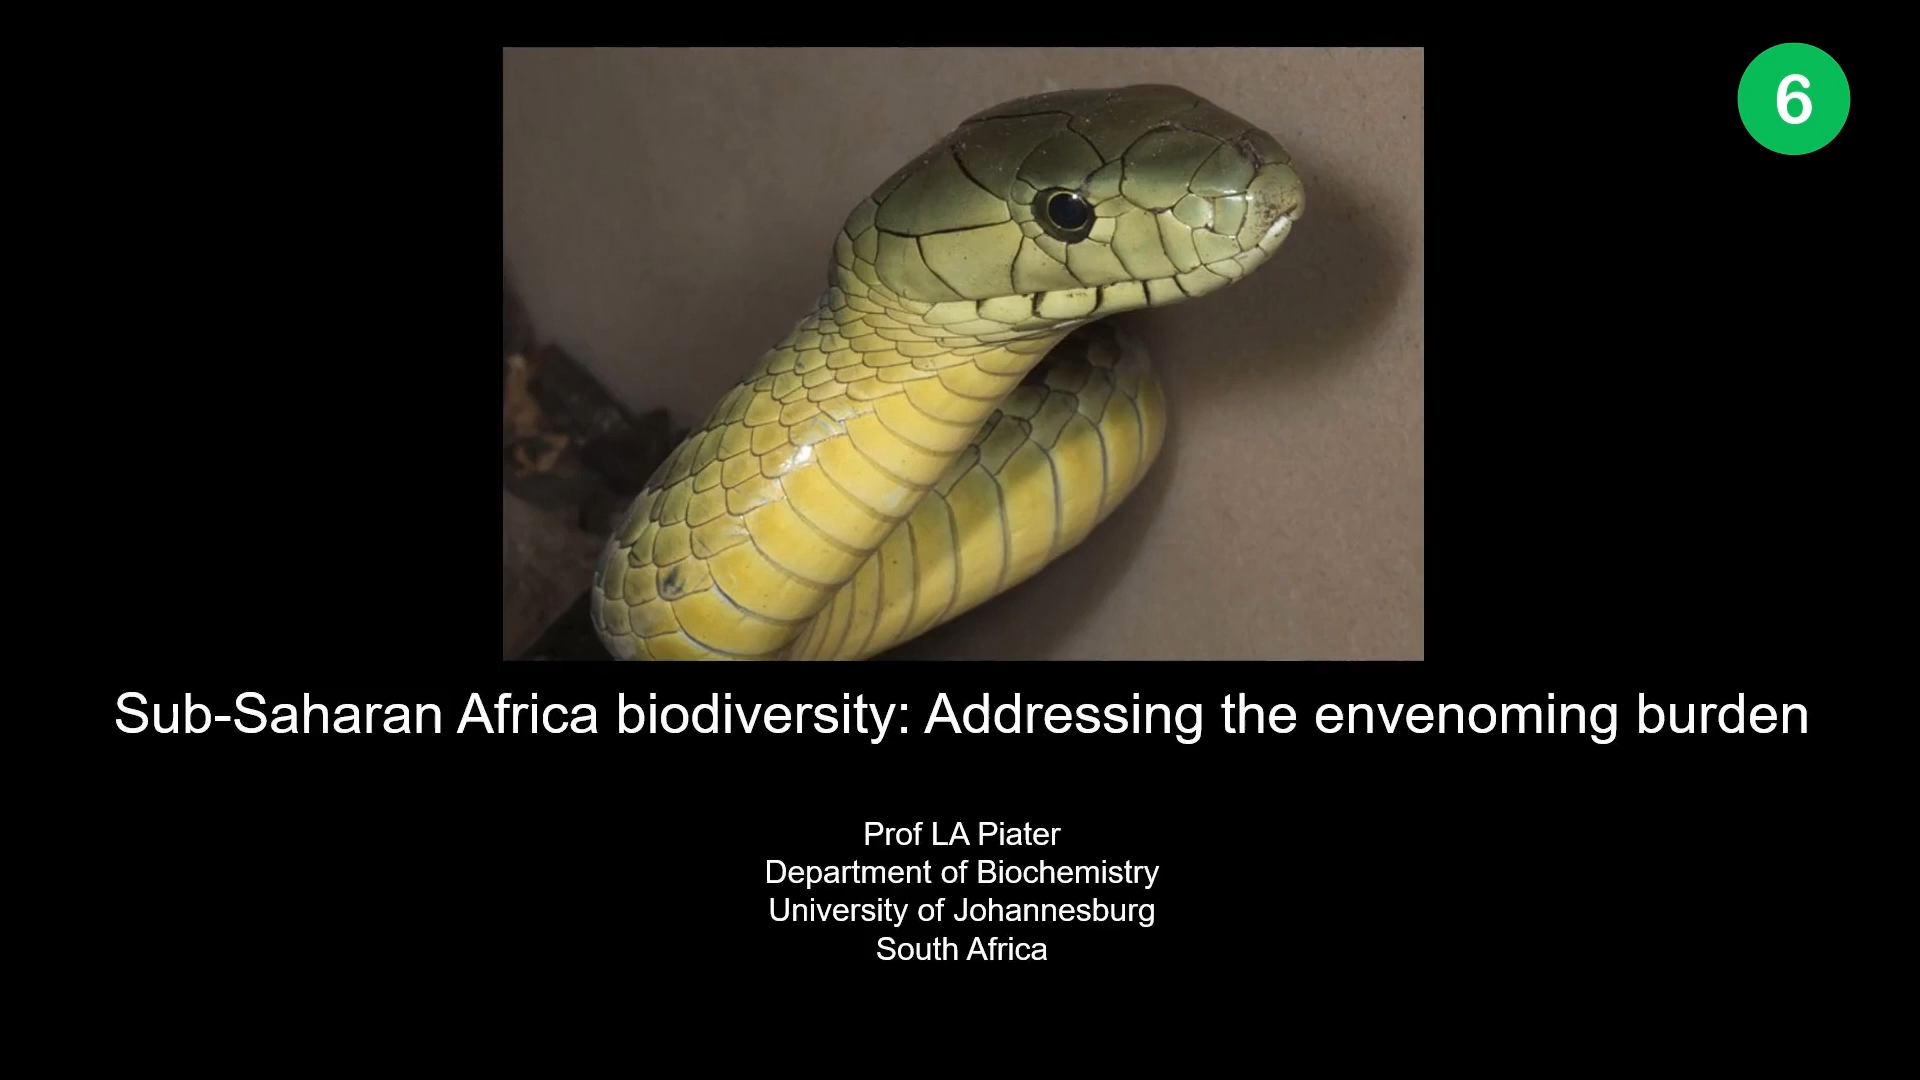 6
Sub-Saharan Africa biodiversity: Addressing the envenoming burden
Prof LA Piater
Department of Biochemistry
University of Johannesburg
South Africa